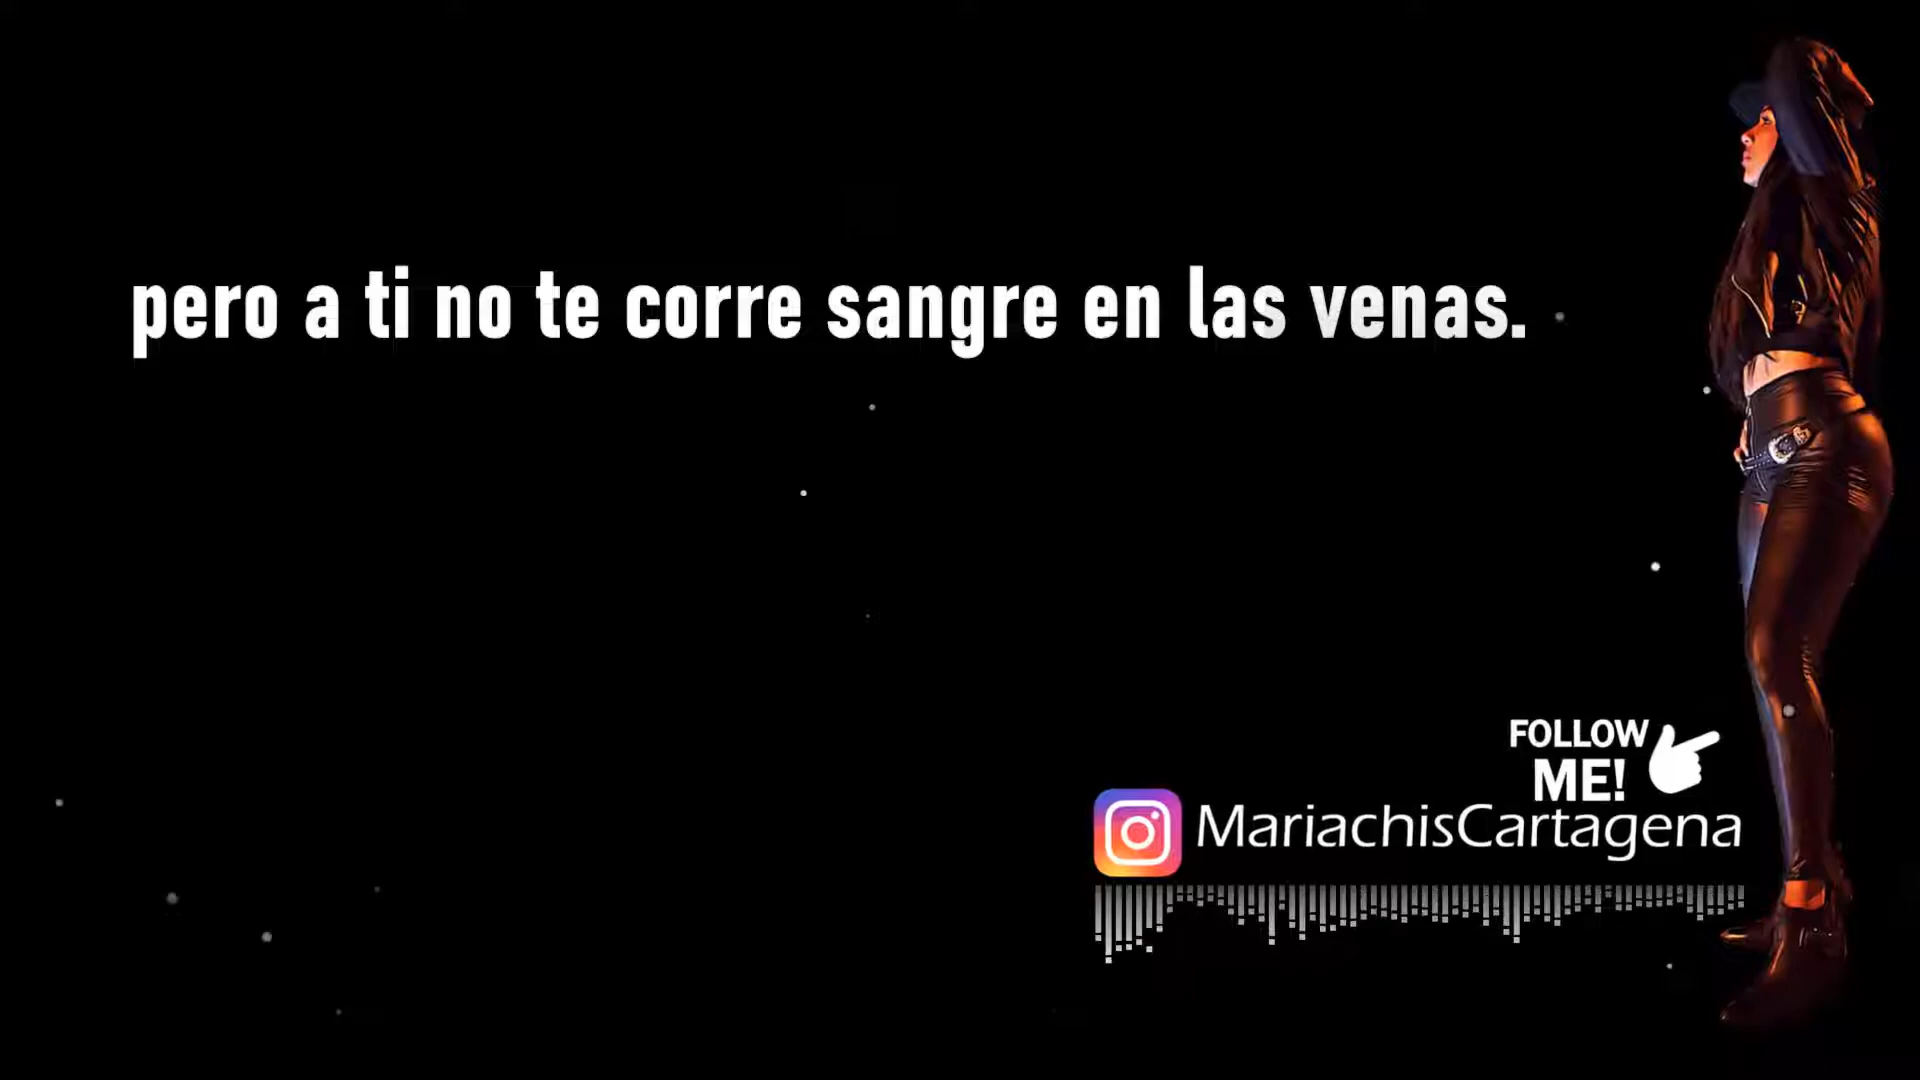 pero a ti no te corre sangre en las venas.
FOLLOW
ME!
MariachisCartagena